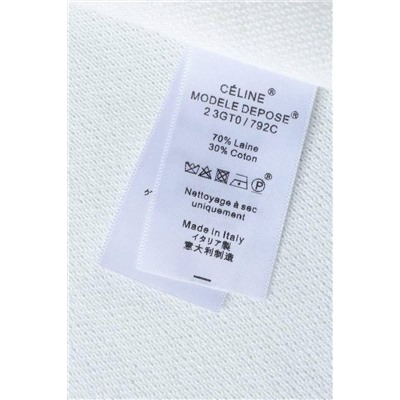 CÉLINE®
MODELE DEPOSE®
2 3GT0 / 792C
70% Laine
30% Coton
P
Nettoyage à sec
uniquement
Made in Italy
イタリア製
意大利制造